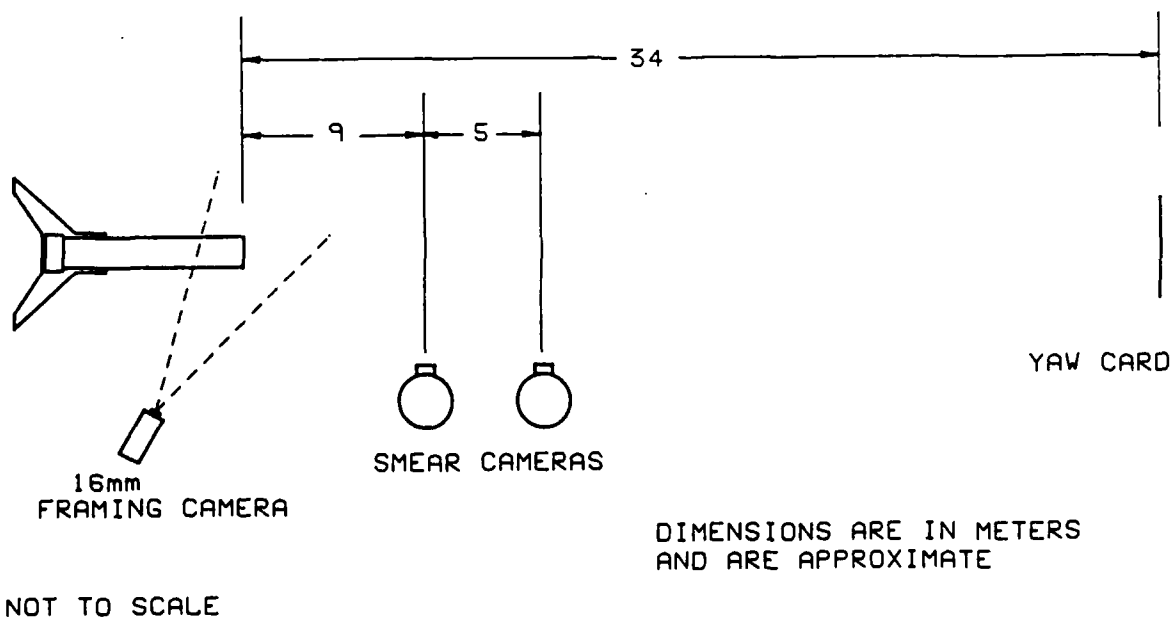 34
9
5
YAW CARD
SMEAR CAMERAS
16mm
FRAMING CAMERA
DIMENSIONS ARE IN METERS
AND ARE APPROXIMATE
NOT TO SCALE